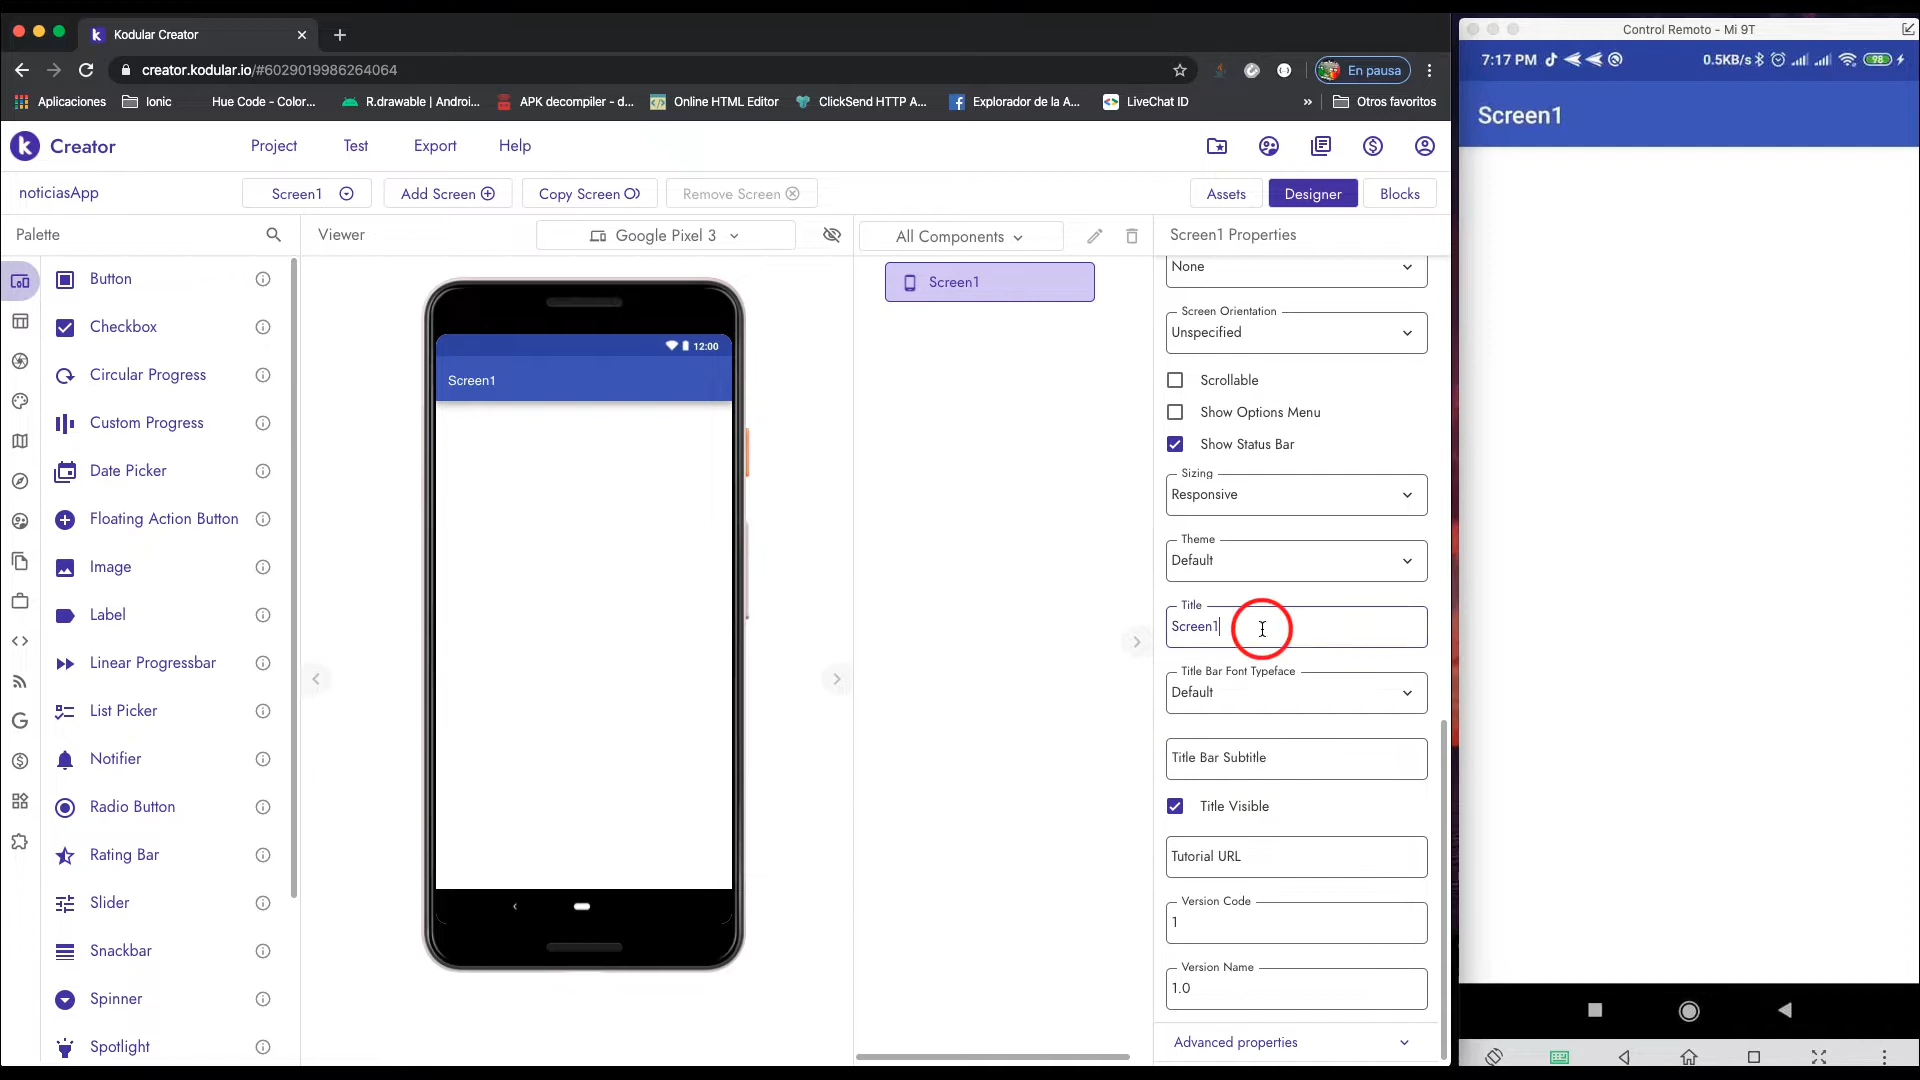 Kodular Creator
creator.kodular.io/#6029019986264064
En pausa
Aplicaciones
Ionic
Hue Code - Color...
R.drawable | Androi...
APK decompiler - d...
Online HTML Editor
ClickSend HTTP A...
Explorador de la A...
LiveChat ID
»
Otros favoritos
Creator
Project
Test
Export
Help
noticiasApp
Screen1
Add Screen
Copy Screen
Remove Screen
Assets
Designer
Blocks
Palette
Viewer
Google Pixel 3
All Components
Screen1 Properties
Button
Checkbox
Circular Progress
Custom Progress
Date Picker
Floating Action Button
Image
Label
Linear Progressbar
List Picker
Notifier
Radio Button
Rating Bar
Slider
Snackbar
Spinner
Spotlight
12:00
Screen1
Screen1
None
Screen Orientation
Unspecified
Scrollable
Show Options Menu
Show Status Bar
Sizing
Responsive
Theme
Default
Title
Screen1
Title Bar Font Typeface
Default
Title Bar Subtitle
Title Visible
Tutorial URL
Version Code
1
Version Name
1.0
Advanced properties
Control Remoto - Mi 9T
7:17 PM
0.5KB/s
98
Screen1